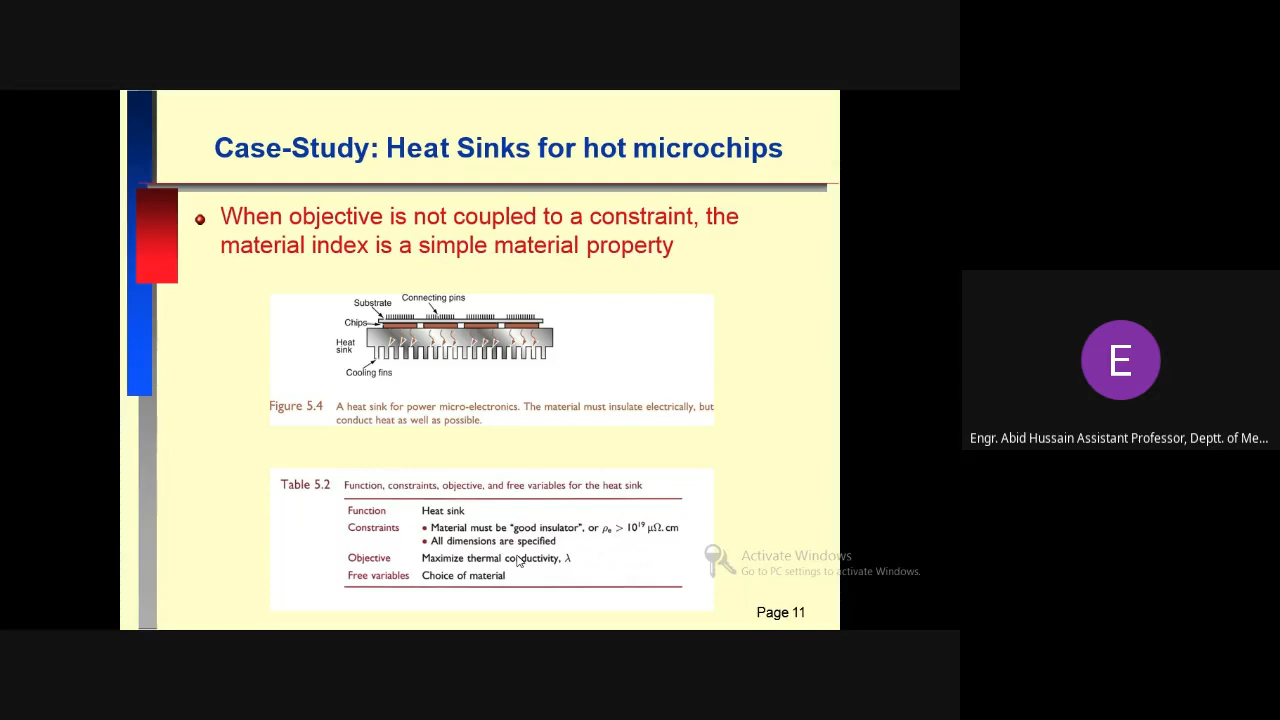 Case-Study: Heat Sinks for hot microchips
When objective is not coupled to a constraint, the
material index is a simple material property
Connecting pins
Substrate
Chips
Heat
sink
Cooling fins
Figure 5.4 A heat sink for power micro-electronics. The material must insulate electrically, but
conduct heat as well as possible.
Table 5.2 Function, constraints, objective, and free variables for the heat sink
Function Heat sink
Constraints • Material must be "good insulator", or ρe > 10¹⁹ μΩ.cm
• All dimensions are specified
Objective Maximize thermal conductivity, λ
Free variables Choice of material
Page 11
Activate Windows
Go to PC settings to activate Windows.
E
Engr. Abid Hussain Assistant Professor, Deptt. of Me...